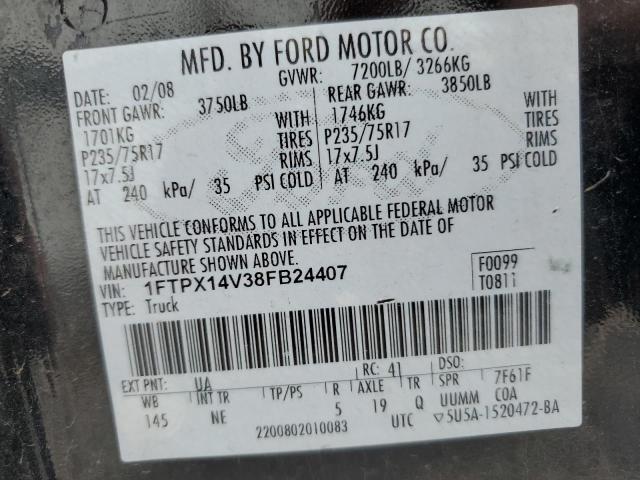 MFD. BY FORD MOTOR CO.
DATE: 02/08 GVWR: 7200LB/ 3266KG
FRONT GAWR: 3750LB REAR GAWR: 3850LB
1701KG WITH 1746KG WITH
P235/75R17 TIRES P235/75R17 TIRES
17x7.5J RIMS 17x7.5J RIMS
AT 240 kPa/ 35 PSI COLD AT 240 kPa/ 35 PSI COLD
THIS VEHICLE CONFORMS TO ALL APPLICABLE FEDERAL MOTOR
VEHICLE SAFETY STANDARDS IN EFFECT ON THE DATE OF
MANUFACTURE SHOWN ABOVE.
VIN: 1FTPX14V38FB24407 F0099
TYPE: Truck T0811
EXT PNT: UA RC: 41 DSO:
WB INT TR TP/PS R AXLE TR SPR 7F61F
145 NE 5 19 Q UUMM COA
2200802010083 UTC ▽5U5A-1520472-BA